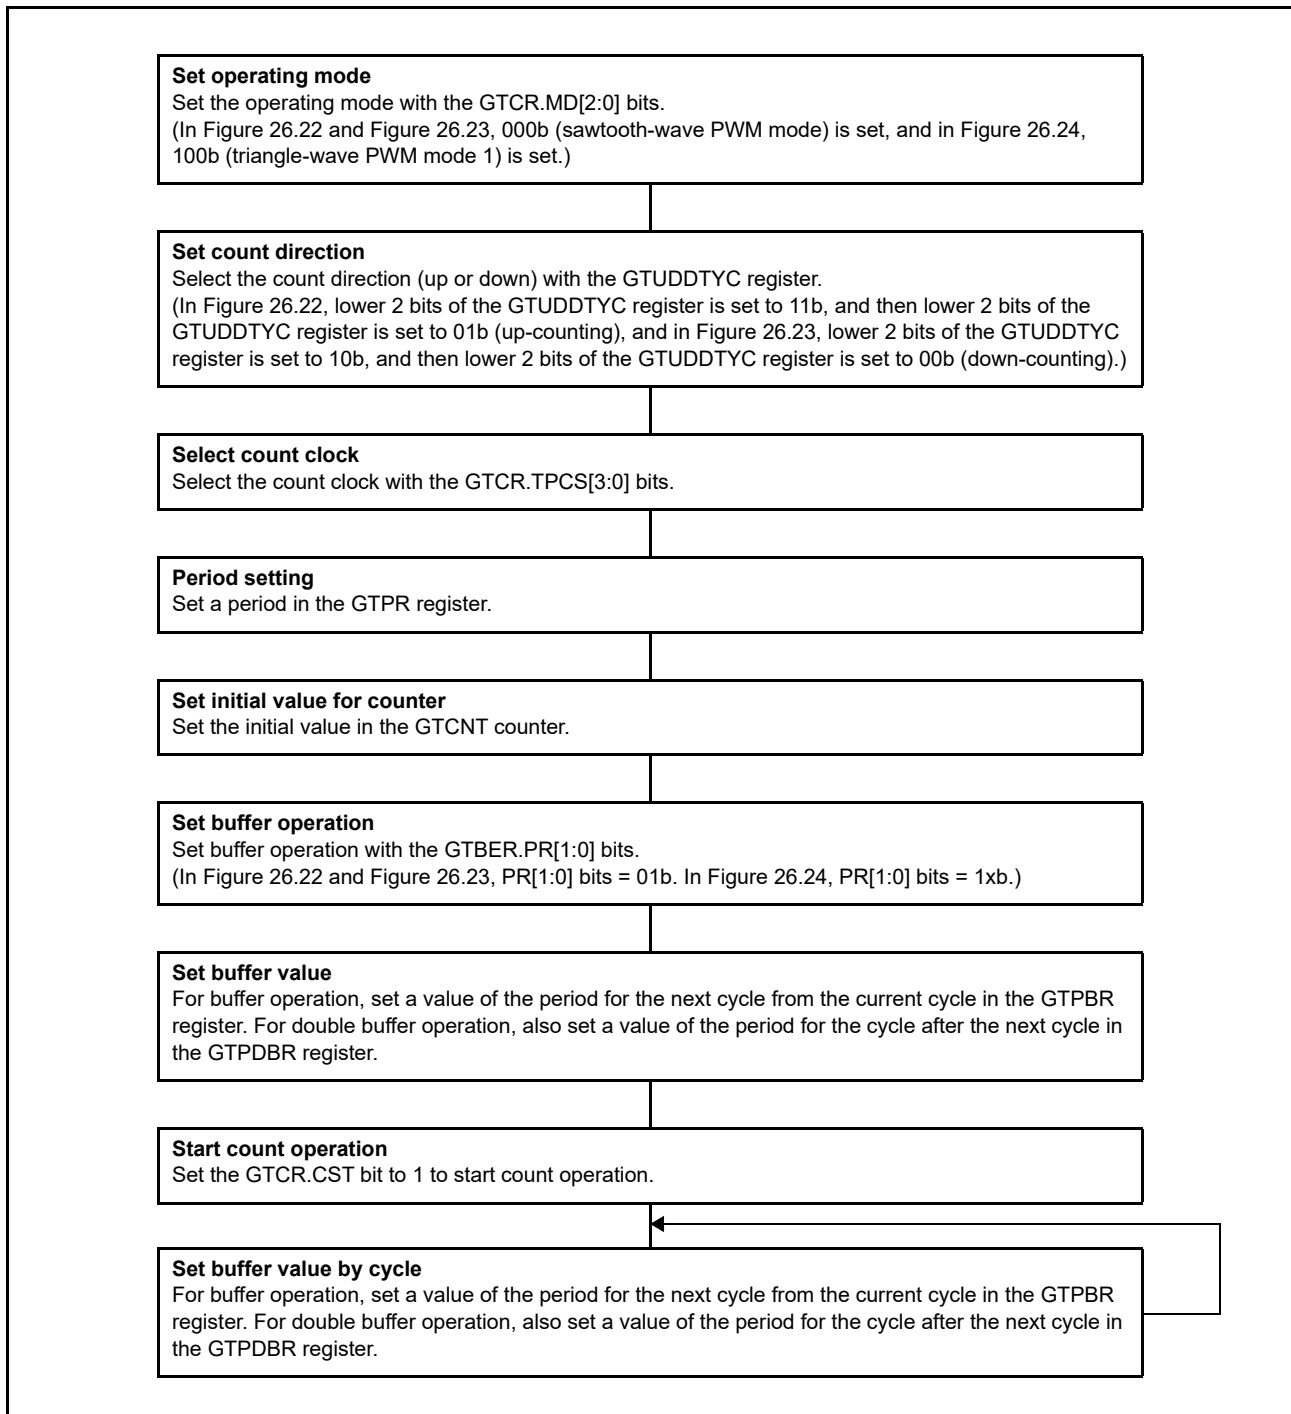 Set operating mode
Set the operating mode with the GTCR.MD[2:0] bits.
(In Figure 26.22 and Figure 26.23, 000b (sawtooth-wave PWM mode) is set, and in Figure 26.24,
100b (triangle-wave PWM mode 1) is set.)
Set count direction
Select the count direction (up or down) with the GTUDDTYC register.
(In Figure 26.22, lower 2 bits of the GTUDDTYC register is set to 11b, and then lower 2 bits of the
GTUDDTYC register is set to 01b (up-counting), and in Figure 26.23, lower 2 bits of the GTUDDTYC
register is set to 10b, and then lower 2 bits of the GTUDDTYC register is set to 00b (down-counting).)
Select count clock
Select the count clock with the GTCR.TPCS[3:0] bits.
Period setting
Set a period in the GTPR register.
Set initial value for counter
Set the initial value in the GTCNT counter.
Set buffer operation
Set buffer operation with the GTBER.PR[1:0] bits.
(In Figure 26.22 and Figure 26.23, PR[1:0] bits = 01b. In Figure 26.24, PR[1:0] bits = 1xb.)
Set buffer value
For buffer operation, set a value of the period for the next cycle from the current cycle in the GTPBR
register. For double buffer operation, also set a value of the period for the cycle after the next cycle in
the GTPDBR register.
Start count operation
Set the GTCR.CST bit to 1 to start count operation.
Set buffer value by cycle
For buffer operation, set a value of the period for the next cycle from the current cycle in the GTPBR
register. For double buffer operation, also set a value of the period for the cycle after the next cycle in
the GTPDBR register.